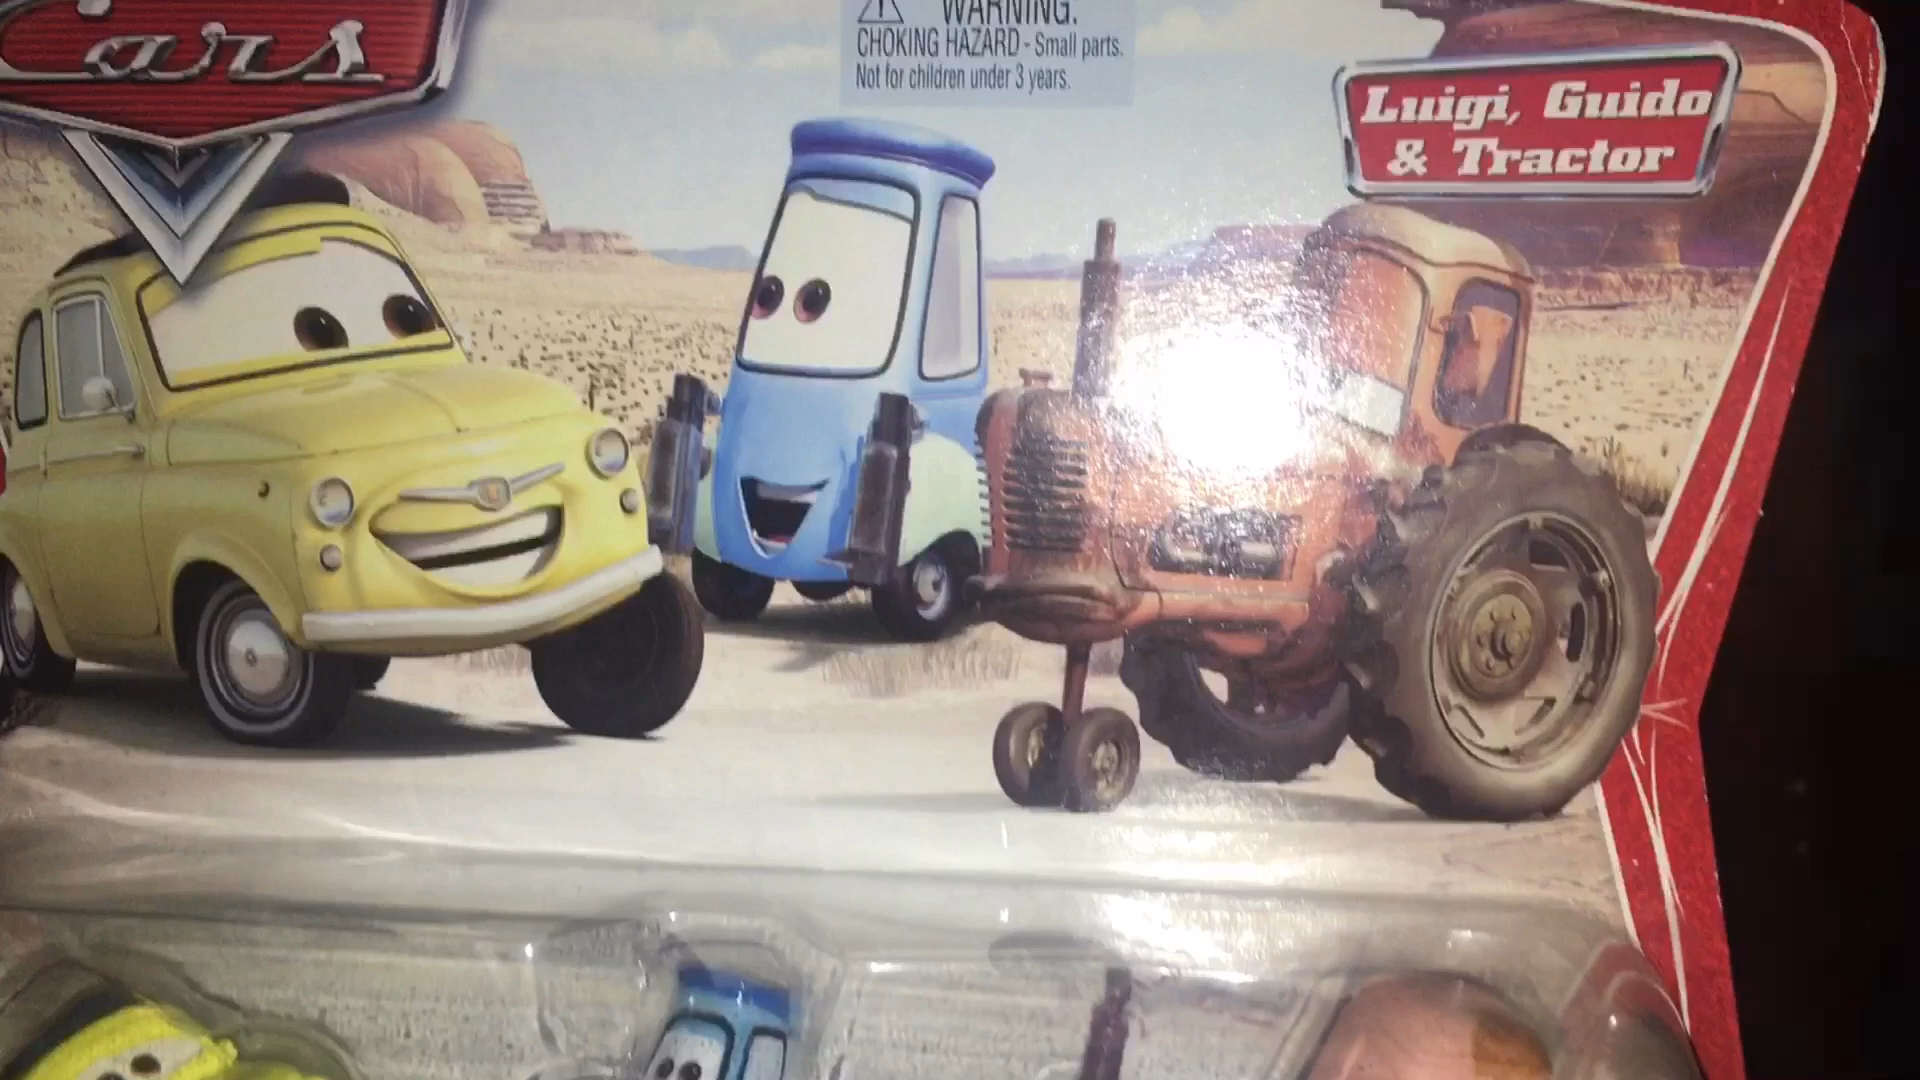 Cars
WARNING:
CHOKING HAZARD - Small parts.
Not for children under 3 years.
Luigi, Guido
& Tractor